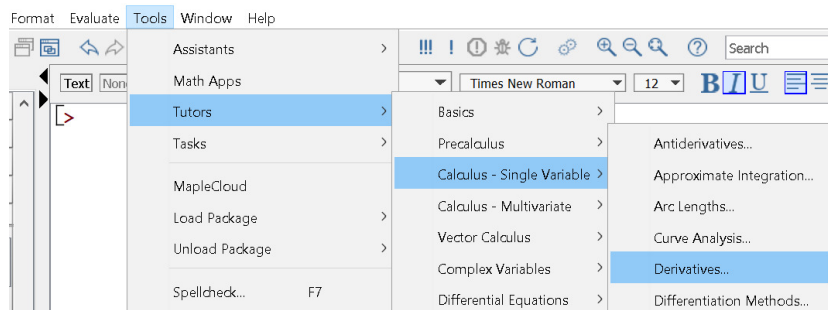 Format Evaluate Tools Window Help
Assistants >
!!! ! Search
Text
Math Apps
Times New Roman 12 B I U
[>
Tutors >
Basics >
Tasks >
Precalculus >
Antiderivatives...
MapleCloud
Calculus - Single Variable >
Approximate Integration...
Load Package >
Calculus - Multivariate >
Arc Lengths...
Unload Package >
Vector Calculus >
Curve Analysis...
Complex Variables >
Derivatives...
Spellcheck... F7
Differential Equations >
Differentiation Methods...